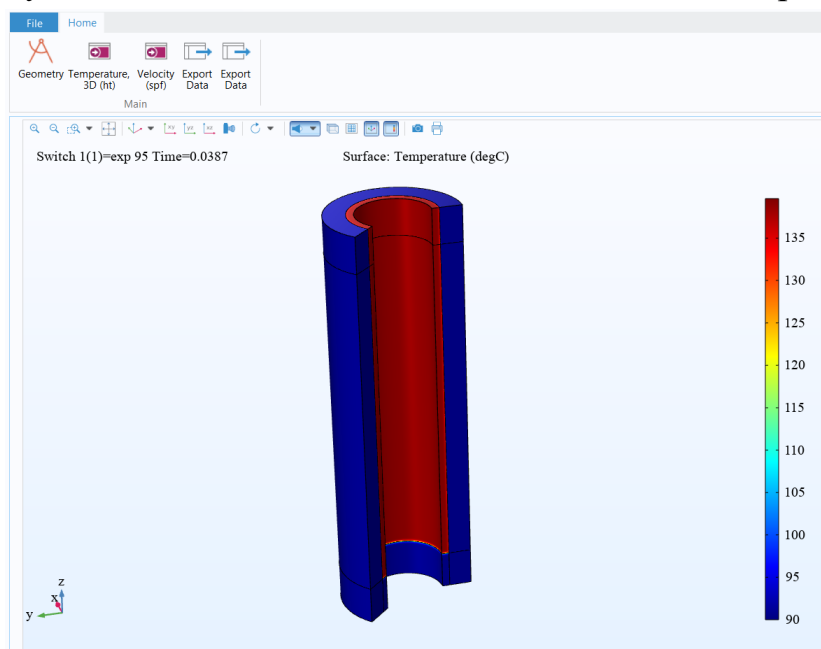 File Home
Geometry Temperature, 3D (ht) Velocity (spf) Export Data Export Data
Main
Switch 1(1)=exp 95 Time=0.0387 Surface: Temperature (degC)
135
130
125
120
115
110
105
100
95
90
z
x
y